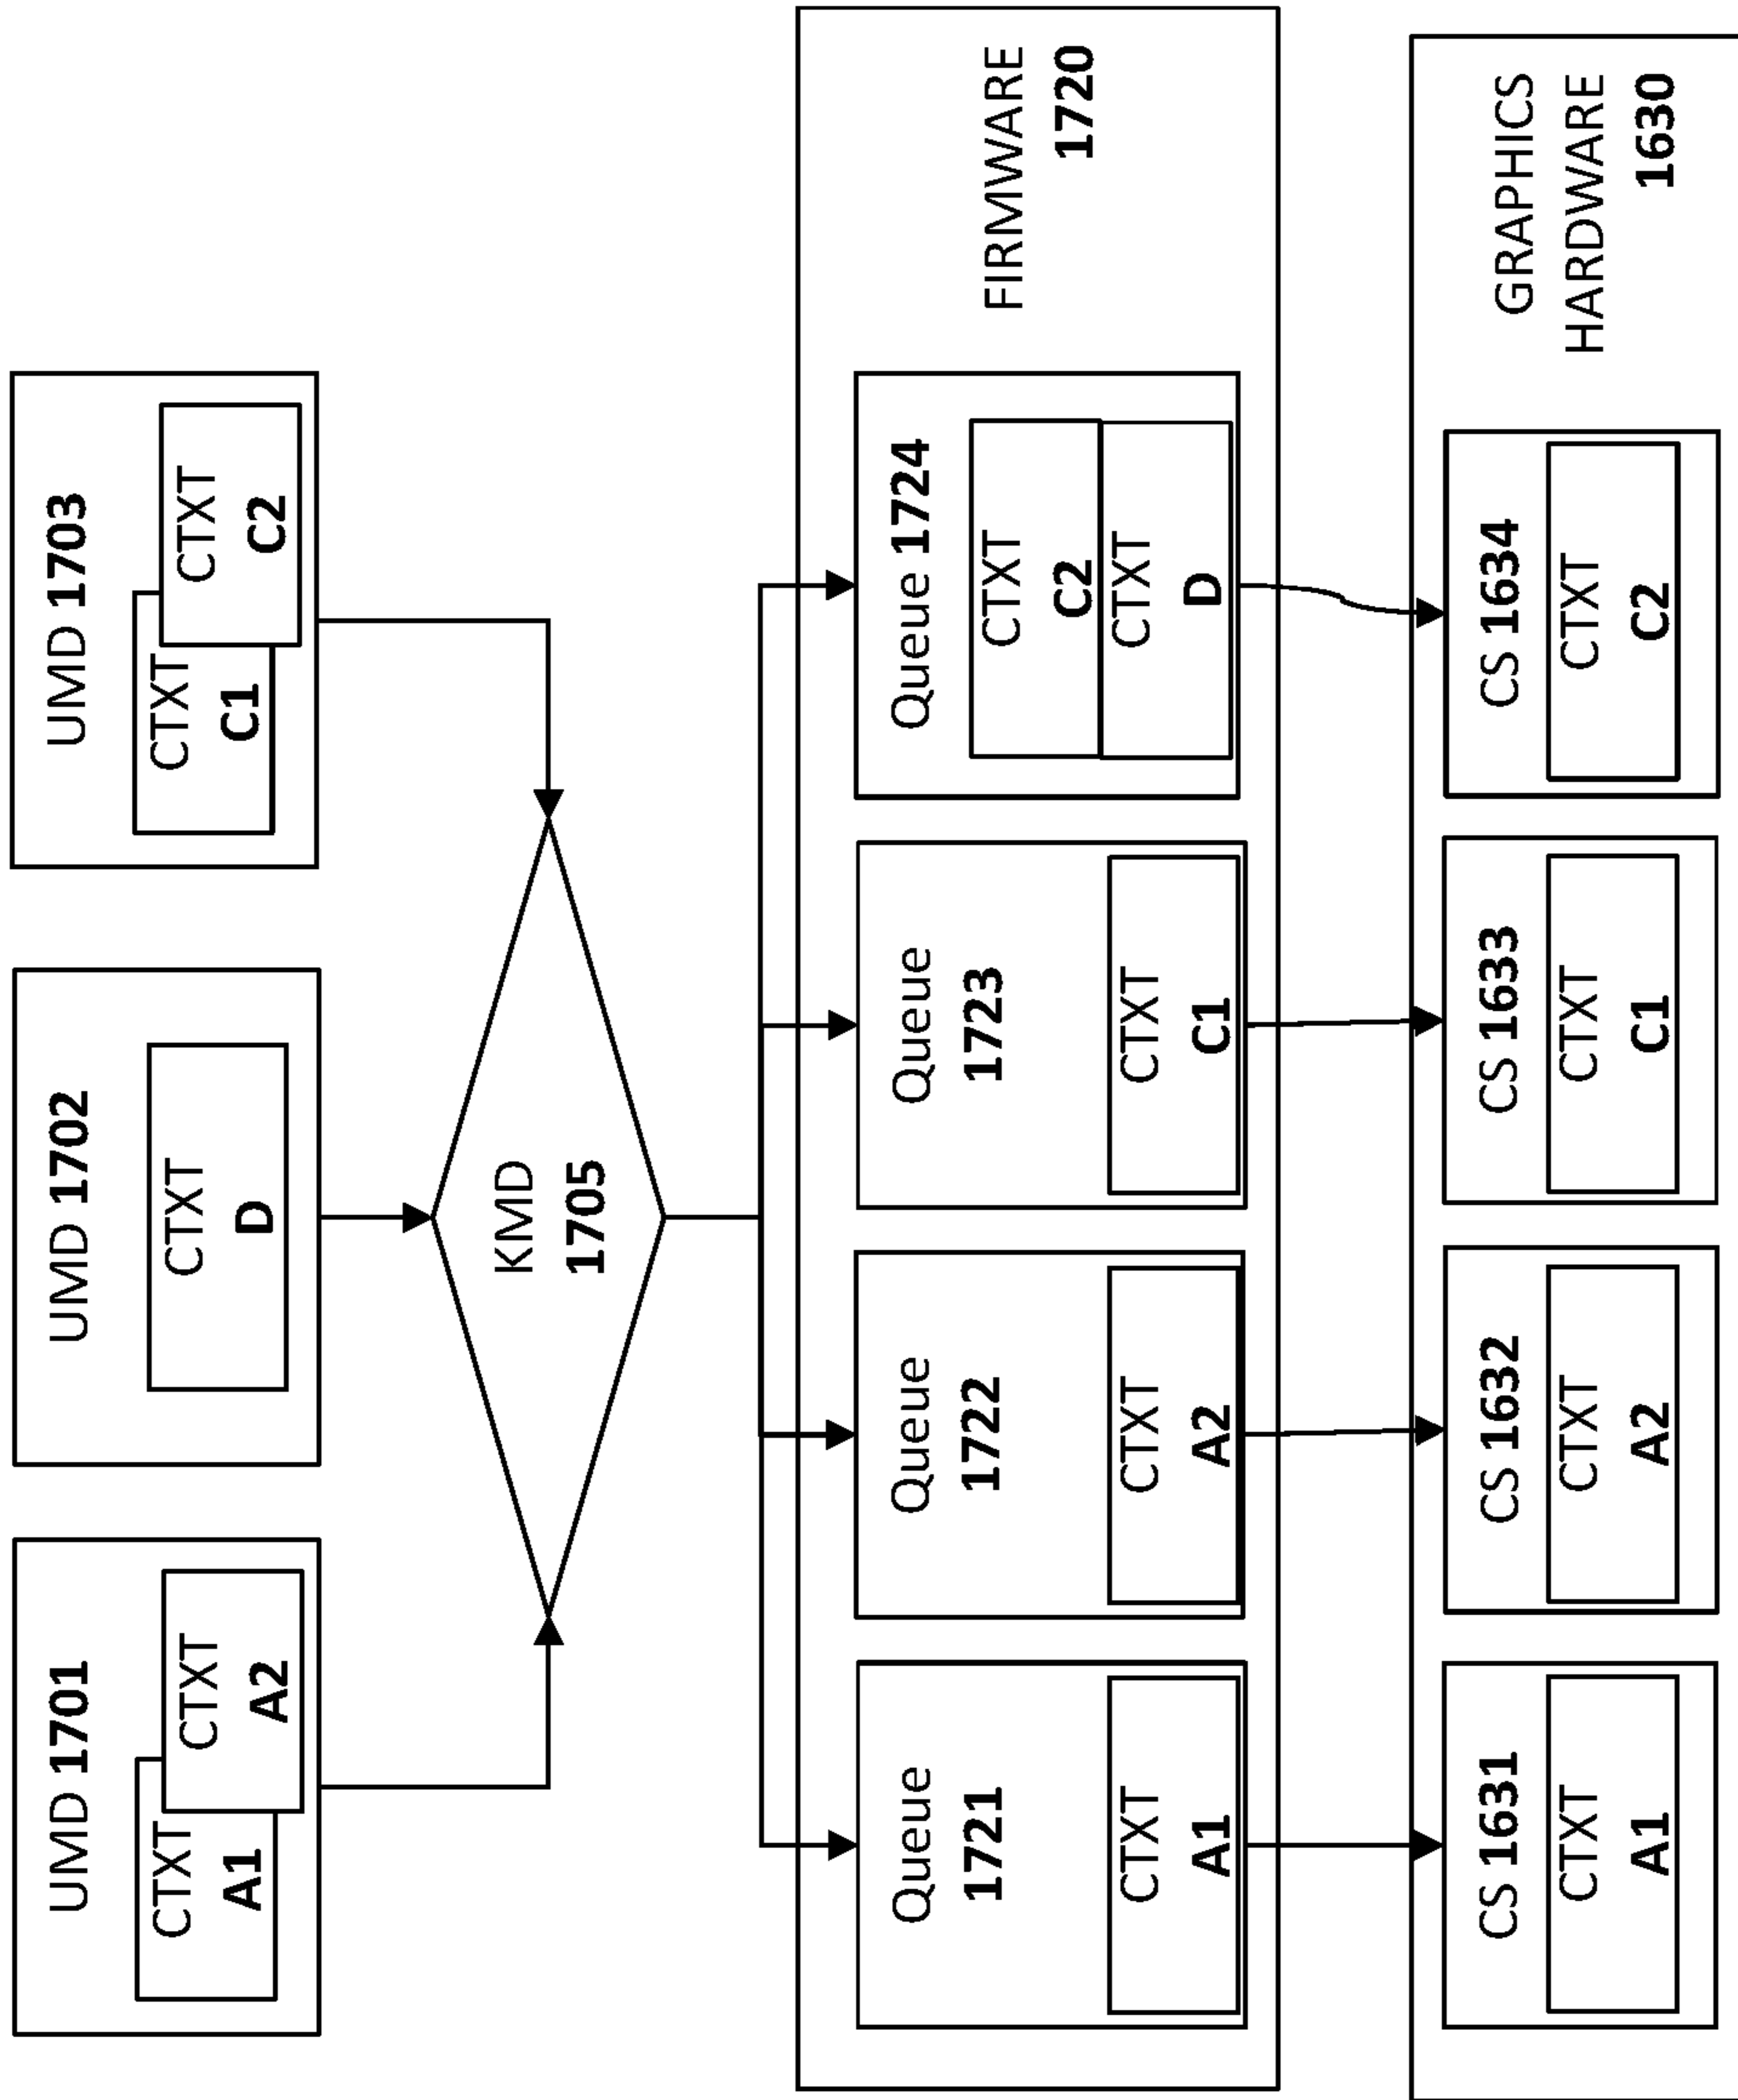 UMD 1701
CTXT
A1
CTXT
A2
UMD 1702
CTXT
D
UMD 1703
CTXT
C1
CTXT
C2
KMD
1705
Queue
1721
CTXT
A1
Queue
1722
CTXT
A2
Queue
1723
CTXT
C1
Queue 1724
CTXT
C2
CTXT
D
FIRMWARE
1720
CS 1631
CTXT
A1
CS 1632
CTXT
A2
CS 1633
CTXT
C1
CS 1634
CTXT
C2
GRAPHICS
HARDWARE
1630